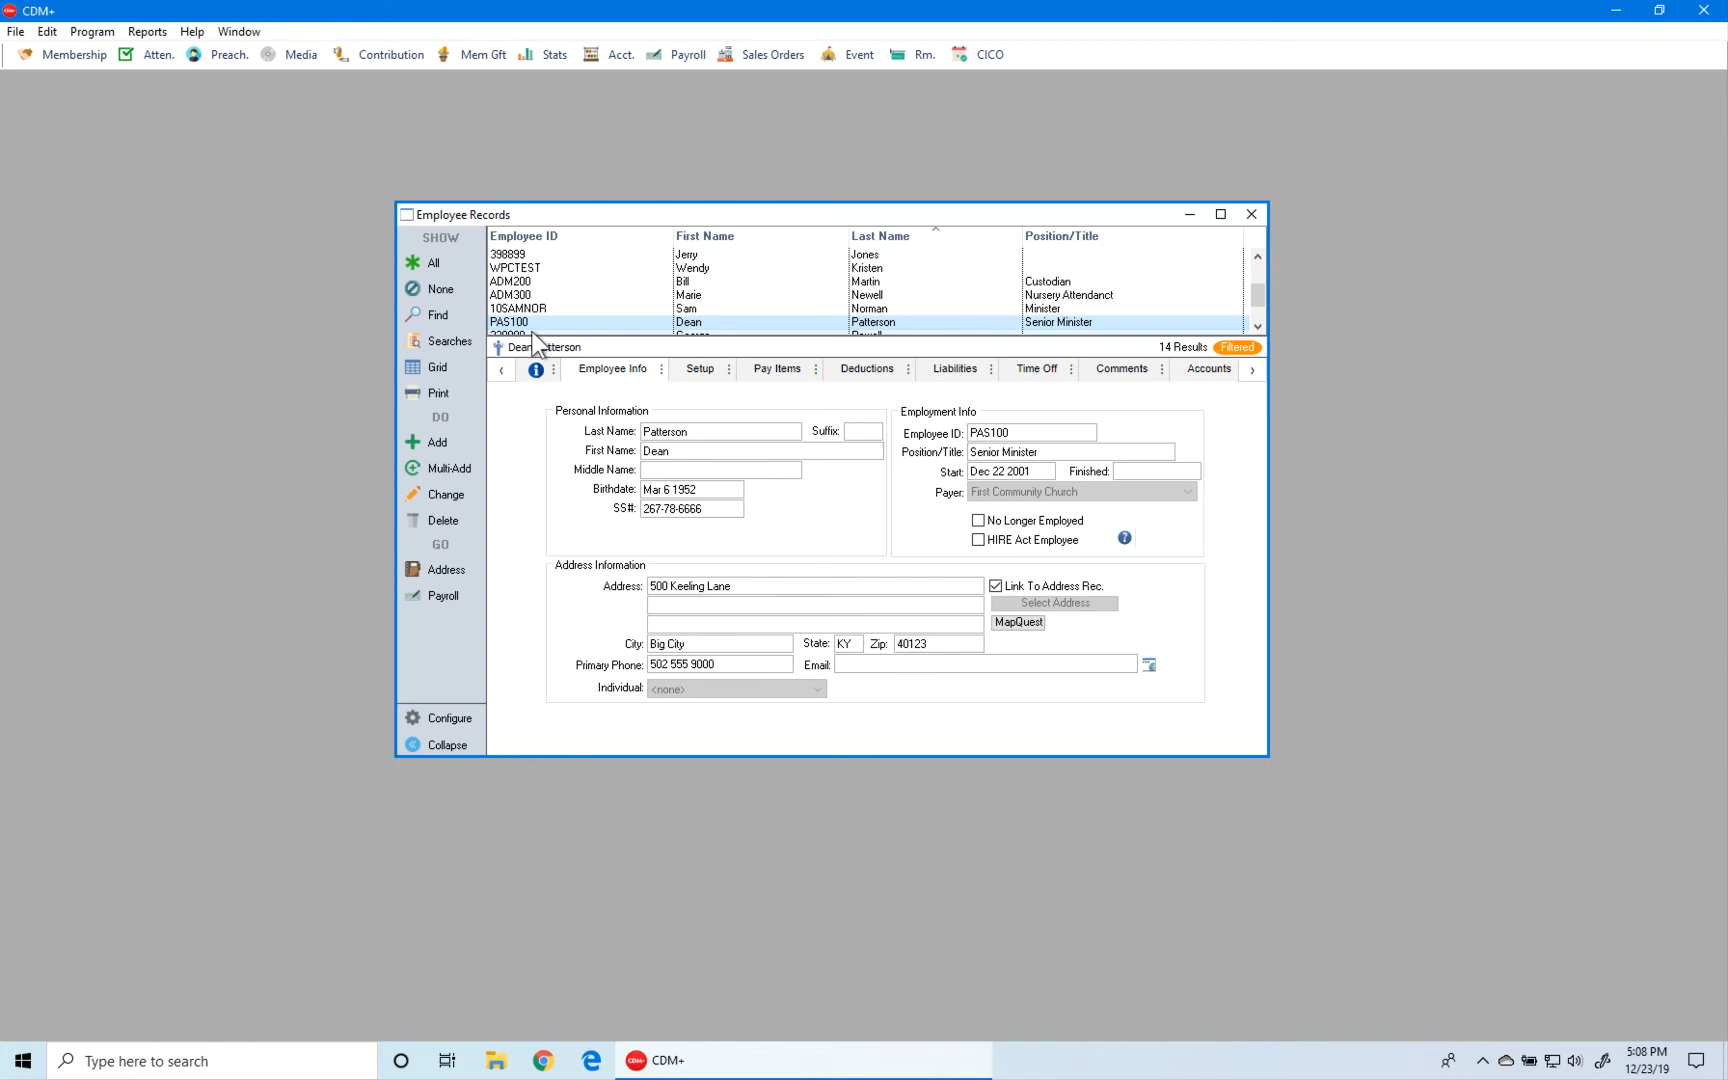 CDM+
File Edit Program Reports Help Window
Membership Atten. Preach. Media Contribution Mem Gft Stats Acct. Payroll Sales Orders Event Rm. CICO
Employee Records
SHOW
All
None
Find
Searches
Grid
Print
DO
Add
Multi-Add
Change
Delete
GO
Address
Payroll
Configure
Collapse
Employee ID First Name Last Name Position/Title
398899 Jerry Jones
WPCTEST Wendy Kristen
ADM200 Bill Martin Custodian
ADM300 Marie Newell Nursery Attendanct
10SAMNOR Sam Norman Minister
PAS100 Dean Patterson Senior Minister
14 Results Filtered
Employee Info Setup Pay Items Deductions Liabilities Time Off Comments Accounts
Personal Information
Last Name: Patterson Suffix:
First Name: Dean
Middle Name:
Birthdate: Mar 6 1952
SS#: 267-78-6666
Employment Info
Employee ID: PAS100
Position/Title: Senior Minister
Start: Dec 22 2001 Finished:
Payer: First Community Church
No Longer Employed
HIRE Act Employee ?
Address Information
Address: 500 Keeling Lane Link To Address Rec.
Select Address
MapQuest
City: Big City State: KY Zip: 40123
Primary Phone: 502 555 9000 Email:
Individual: <none>
Type here to search
CDM+ CDM+
5:08 PM
12/23/19